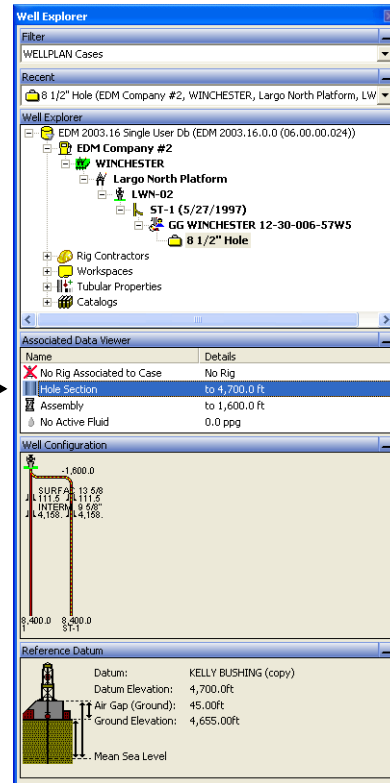 Well Explorer
Filter
WELLPLAN Cases
Recent
8 1/2" Hole (EDM Company #2, WINCHESTER, Largo North Platform, LW
Well Explorer
EDM 2003.16 Single User Db (EDM 2003.16.0.0 (06.00.00.024))
EDM Company #2
WINCHESTER
Largo North Platform
LWN-02
ST-1 (5/27/1997)
GG WINCHESTER 12-30-006-57W5
8 1/2" Hole
Rig Contractors
Workspaces
Tubular Properties
Catalogs
Associated Data Viewer
Name Details
No Rig Associated to Case No Rig
Hole Section to 4,700.0 ft
Assembly to 1,600.0 ft
No Active Fluid 0.0 ppg
Well Configuration
-1,600.0
SURFA 13 5/8
111.5 111.5
INTERM 9 5/8"
4,158. 4,158.
8,400.0 8,400.0
1 ST-1
Reference Datum
Datum: KELLY BUSHING (copy)
Datum Elevation: 4,700.0ft
Air Gap (Ground): 45.00ft
Ground Elevation: 4,655.00ft
Mean Sea Level